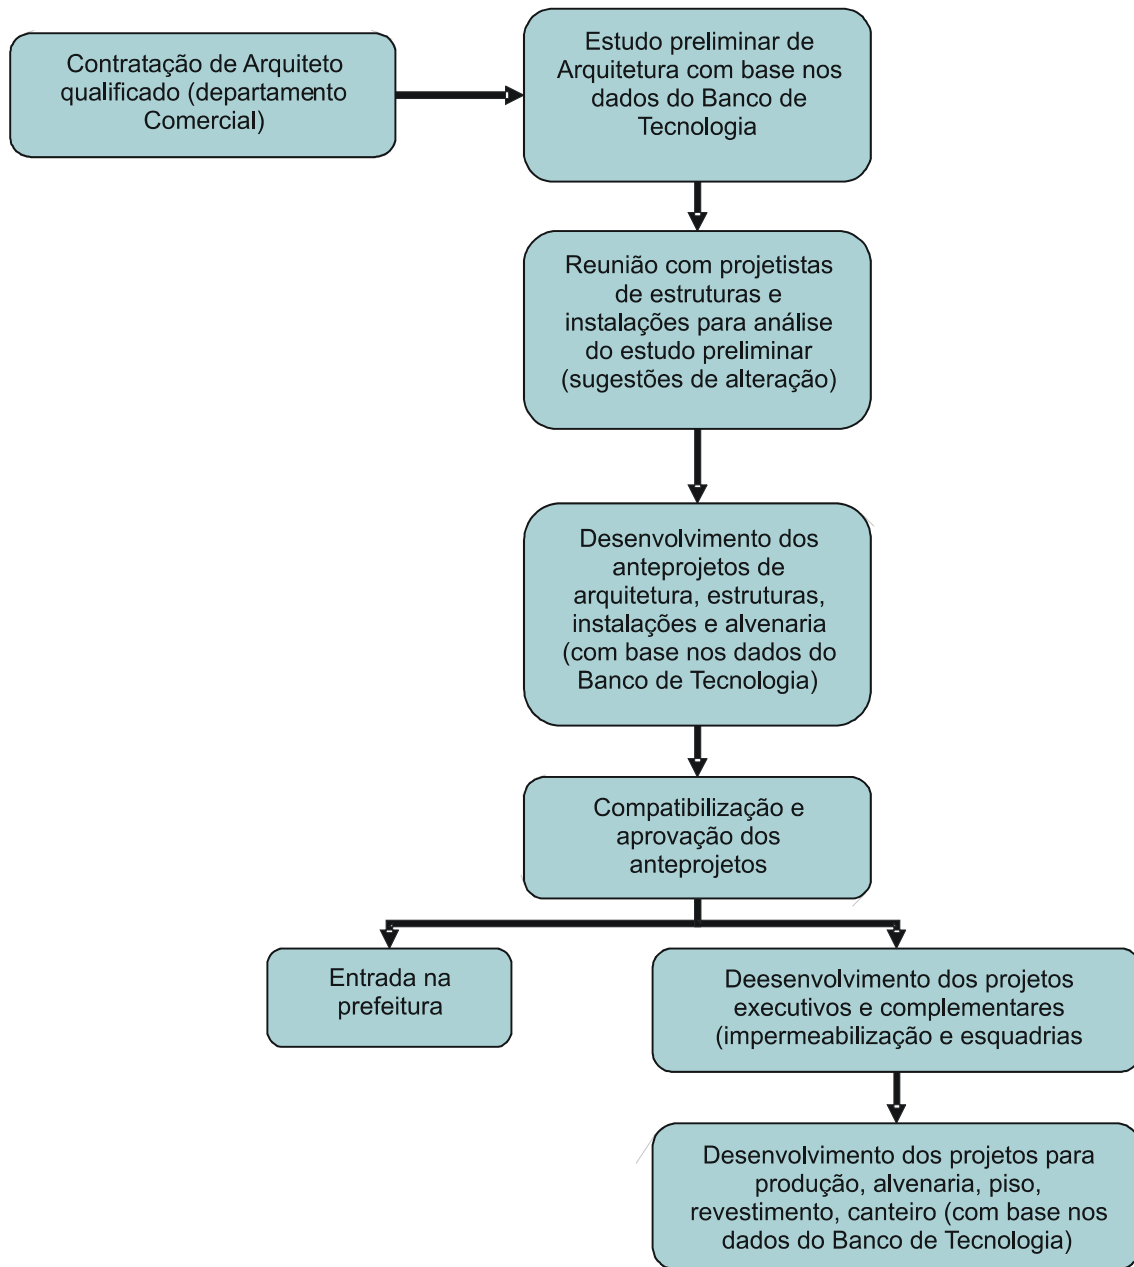 Contratação de Arquiteto
qualificado (departamento
Comercial)
Estudo preliminar de
Arquitetura com base nos
dados do Banco de
Tecnologia
Reunião com projetistas
de estruturas e
instalações para análise
do estudo preliminar
(sugestões de alteração)
Desenvolvimento dos
anteprojetos de
arquitetura, estruturas,
instalações e alvenaria
(com base nos dados do
Banco de Tecnologia)
Compatibilização e
aprovação dos
anteprojetos
Entrada na
prefeitura
Deesenvolvimento dos projetos
executivos e complementares
(impermeabilização e esquadrias
Desenvolvimento dos projetos para
produção, alvenaria, piso,
revestimento, canteiro (com base nos
dados do Banco de Tecnologia)